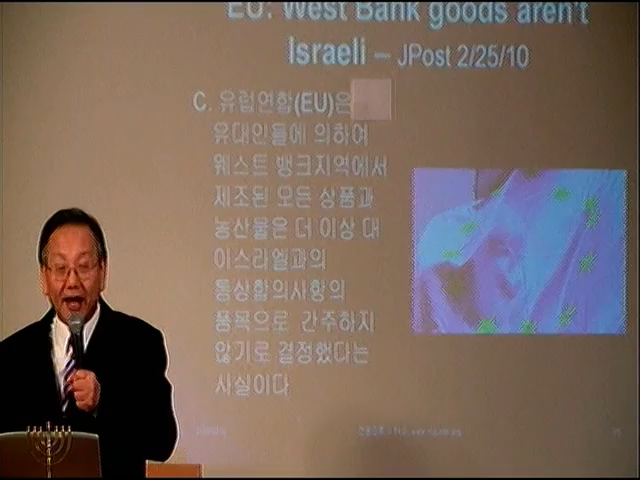 EU: West Bank goods aren't
Israeli – JPost 2/25/10
C. 유럽연합(EU)은
유대인들에 의하여
웨스트 뱅크지역에서
제조된 모든 상품과
농산물은 더 이상 대
이스라엘과의
통상합의사항의
품목으로 간주하지
않기로 결정했다는
사실이다